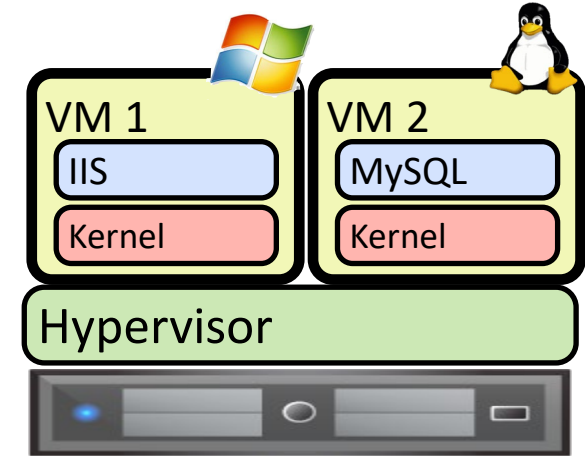 VM 1
IIS
Kernel
VM 2
MySQL
Kernel
Hypervisor